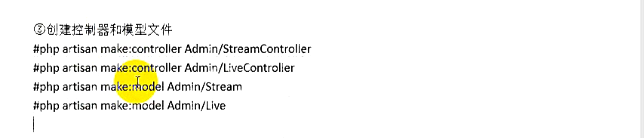 ②创建控制器和模型文件
#php artisan make:controller Admin/StreamController
#php artisan make:controller Admin/LiveController
#php artisan make:model Admin/Stream
#php artisan make:model Admin/Live